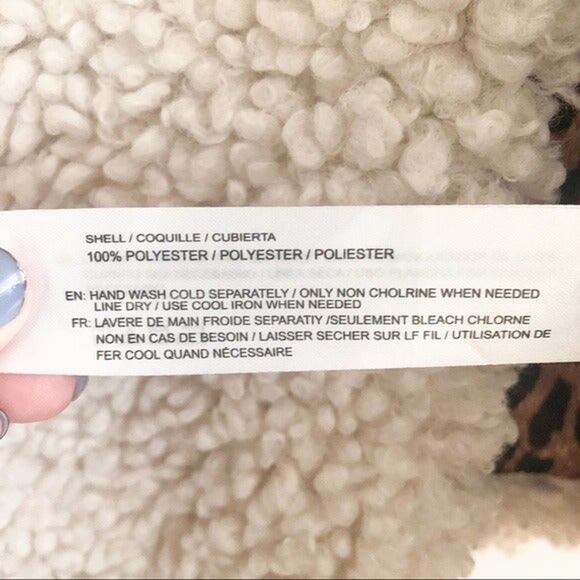 SHELL / COQUILLE / CUBIERTA
100% POLYESTER / POLYESTER / POLIESTER
EN: HAND WASH COLD SEPARATELY / ONLY NON CHOLRINE WHEN NEEDED
LINE DRY / USE COOL IRON WHEN NEEDED
FR: LAVERE DE MAIN FROIDE SEPARATIY /SEULEMENT BLEACH CHLORNE
NON EN CAS DE BESOIN / LAISSER SECHER SUR LF FIL / UTILISATION DE
FER COOL QUAND NÉCESSAIRE